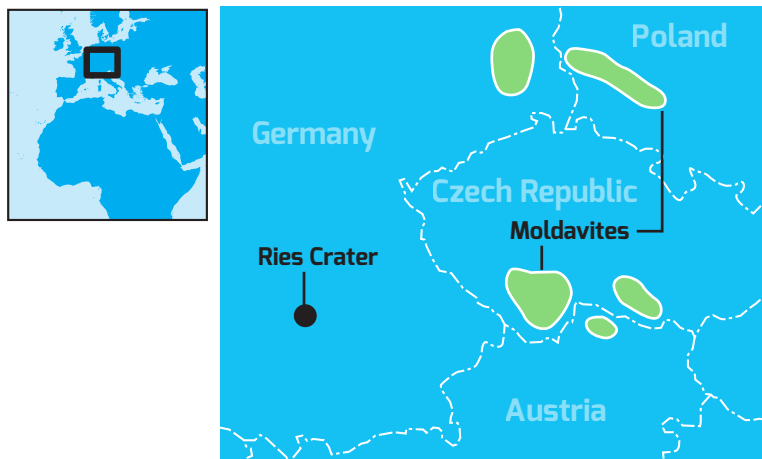 Poland
Germany
Czech Republic
Moldavites
Ries Crater
Austria